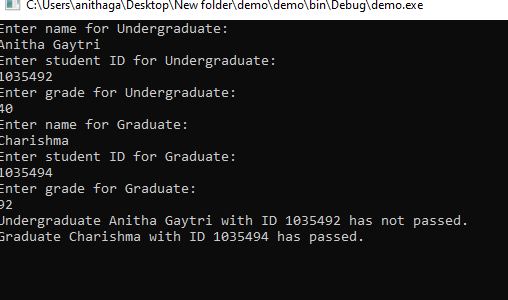 C:\Users\anithaga\Desktop\New folder\demo\demo\bin\Debug\demo.exe
Enter name for Undergraduate:
Anitha Gaytri
Enter student ID for Undergraduate:
1035492
Enter grade for Undergraduate:
40
Enter name for Graduate:
Charishma
Enter student ID for Graduate:
1035494
Enter grade for Graduate:
92
Undergraduate Anitha Gaytri with ID 1035492 has not passed.
Graduate Charishma with ID 1035494 has passed.